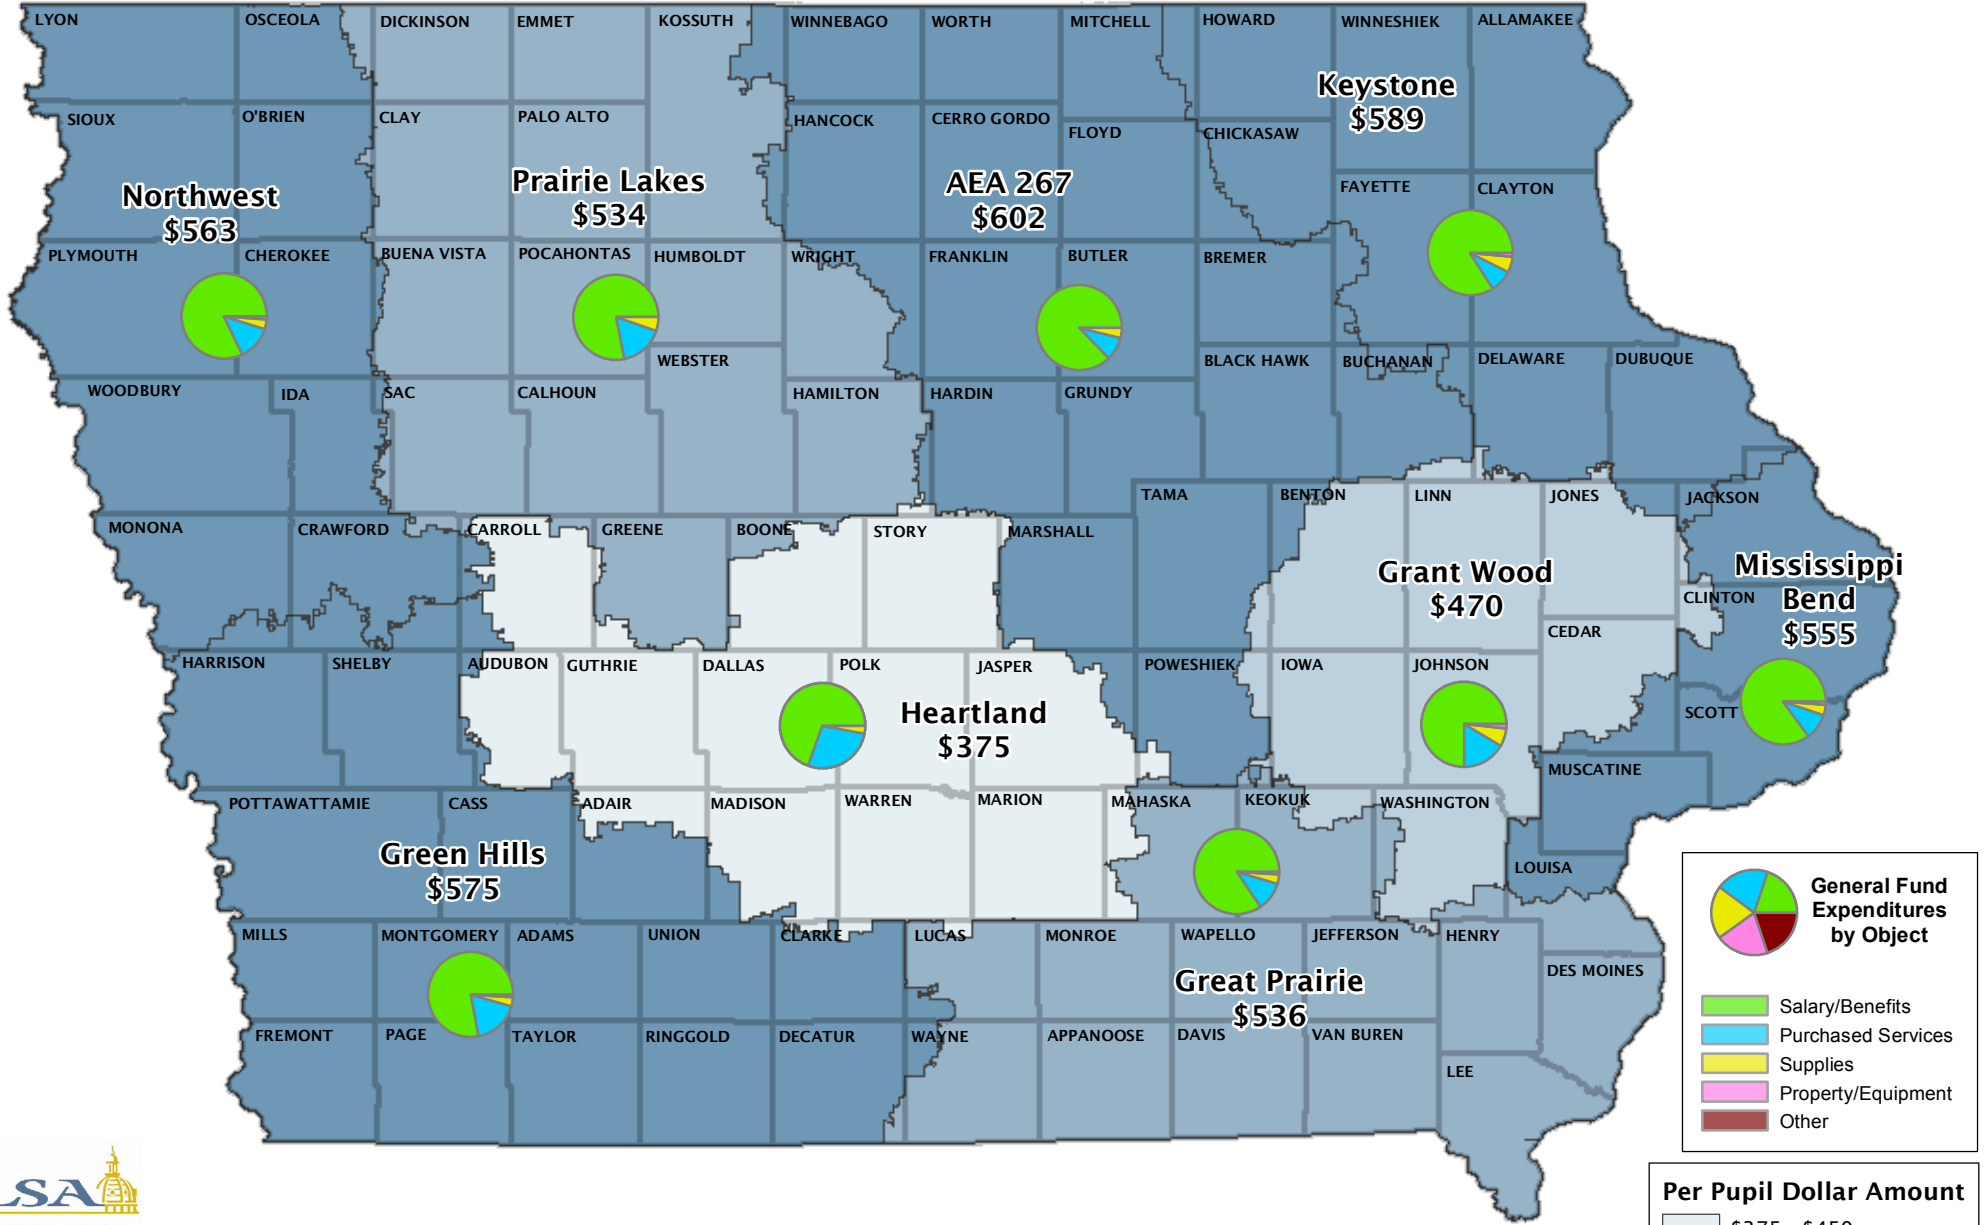 LYON
OSCEOLA
DICKINSON
EMMET
KOSSUTH
WINNEBAGO
WORTH
MITCHELL
HOWARD
WINNESHIEK
ALLAMAKEE
SIOUX
O'BRIEN
CLAY
PALO ALTO
HANCOCK
CERRO GORDO
FLOYD
CHICKASAW
Keystone
$589
Northwest
$563
Prairie Lakes
$534
AEA 267
$602
FAYETTE
CLAYTON
PLYMOUTH
CHEROKEE
BUENA VISTA
POCAHONTAS
HUMBOLDT
WRIGHT
FRANKLIN
BUTLER
BREMER
WOODBURY
IDA
SAC
CALHOUN
WEBSTER
HAMILTON
HARDIN
GRUNDY
BLACK HAWK
BUCHANAN
DELAWARE
DUBUQUE
MONONA
CRAWFORD
CARROLL
GREENE
BOONE
STORY
MARSHALL
TAMA
BENTON
LINN
JONES
JACKSON
Grant Wood
$470
Mississippi
Bend
$555
CLINTON
CEDAR
HARRISON
SHELBY
AUDUBON
GUTHRIE
DALLAS
POLK
JASPER
POWESHIEK
IOWA
JOHNSON
SCOTT
Heartland
$375
MUSCATINE
POTTAWATTAMIE
CASS
ADAIR
MADISON
WARREN
MARION
MAHASKA
KEOKUK
WASHINGTON
LOUISA
Green Hills
$575
MILLS
MONTGOMERY
ADAMS
UNION
CLARKE
LUCAS
MONROE
WAPELLO
JEFFERSON
HENRY
DES MOINES
Great Prairie
$536
FREMONT
PAGE
TAYLOR
RINGGOLD
DECATUR
WAYNE
APPANOOSE
DAVIS
VAN BUREN
LEE
General Fund
Expenditures
by Object
Salary/Benefits
Purchased Services
Supplies
Property/Equipment
Other
Per Pupil Dollar Amount
$375 - $450
LSA